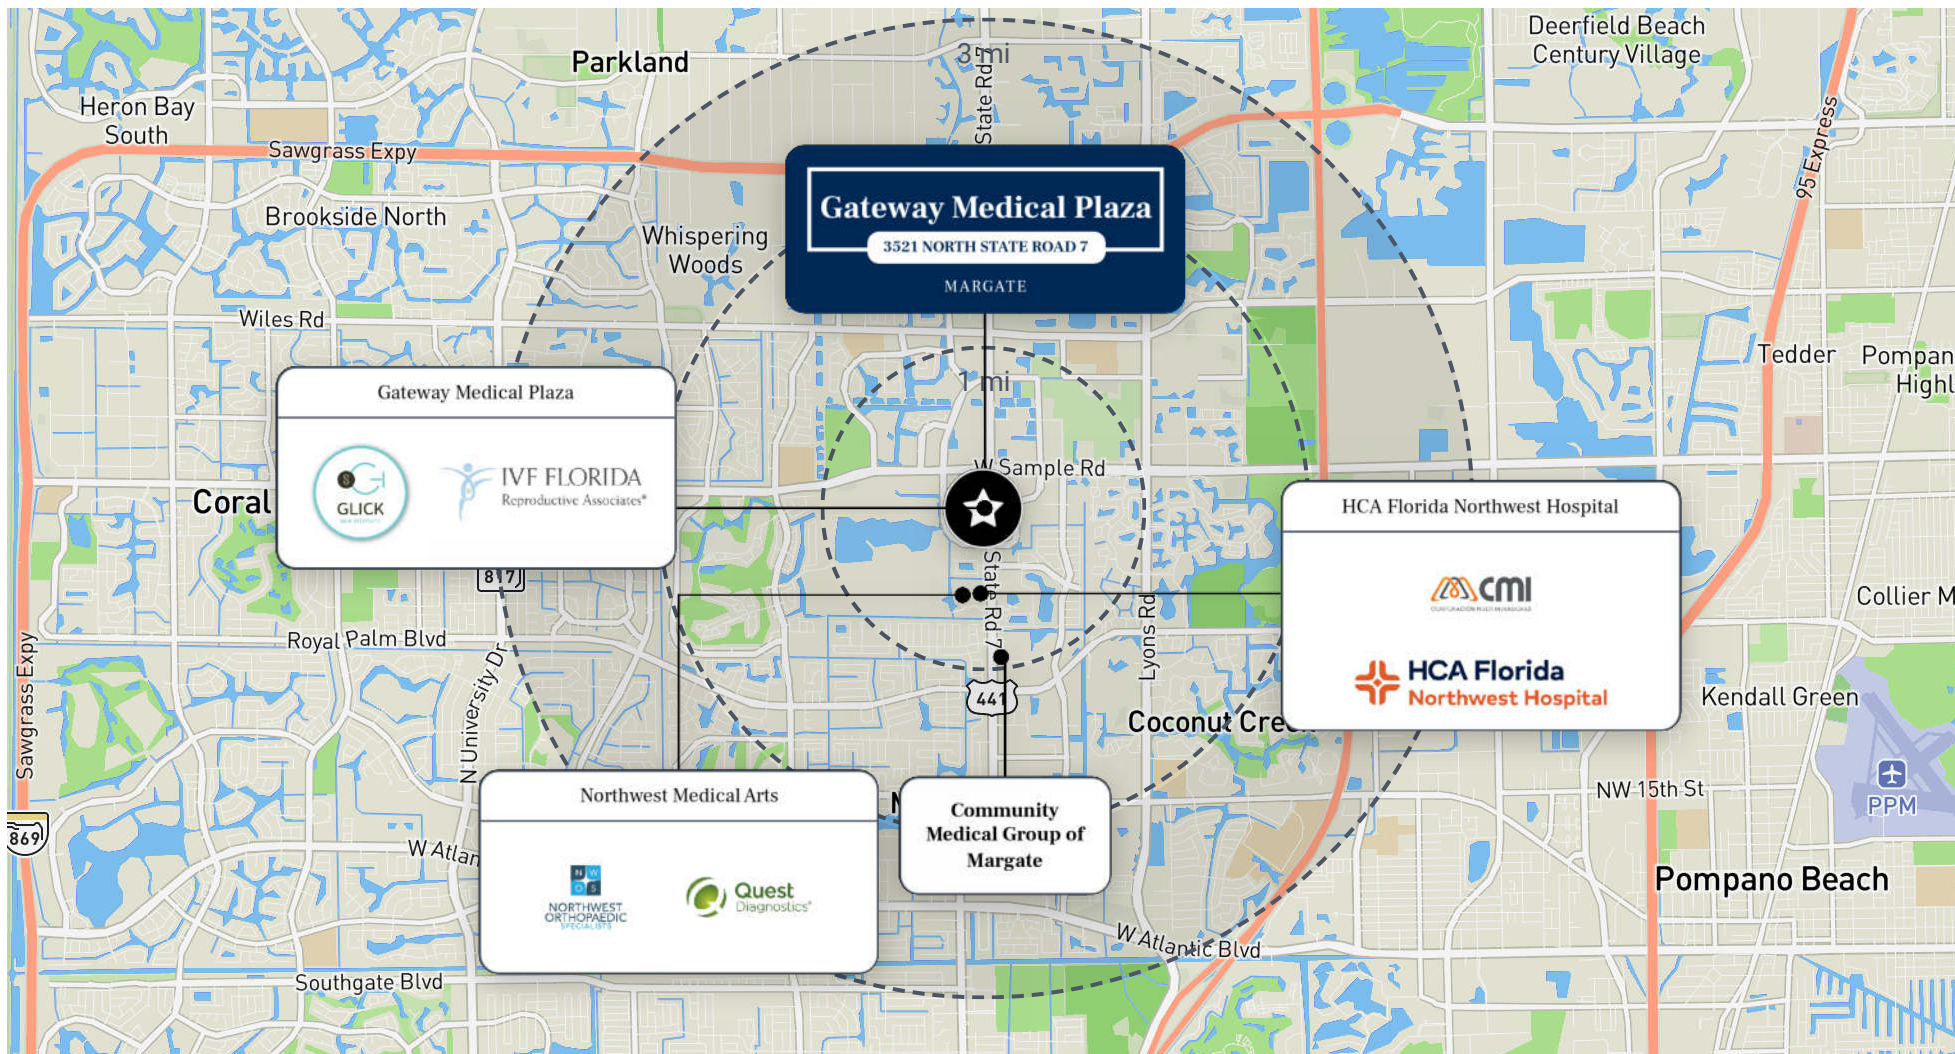 Deerfield Beach
Century Village
3 mi
State Rd 7
Parkland
Heron Bay
South
Sawgrass Expy
95 Express
Brookside North
Whispering
Woods
Gateway Medical Plaza
3521 NORTH STATE ROAD 7
MARGATE
Wiles Rd
Tedder
Pompan
Highl
1 mi
Gateway Medical Plaza
GLICK
IVF FLORIDA
Reproductive Associates
W Sample Rd
Coral
HCA Florida Northwest Hospital
CMI
HCA Florida
Northwest Hospital
817
State Rd 7
Lyons Rd
Collier M
Royal Palm Blvd
Sawgrass Expy
N University Dr
441
Coconut Cree
Kendall Green
PPM
NW 15th St
869
W Atlan
Northwest Medical Arts
N W
O S
NORTHWEST
ORTHOPAEDIC
SPECIALISTS
Quest
Diagnostics
Community
Medical Group of
Margate
Pompano Beach
W Atlantic Blvd
Southgate Blvd